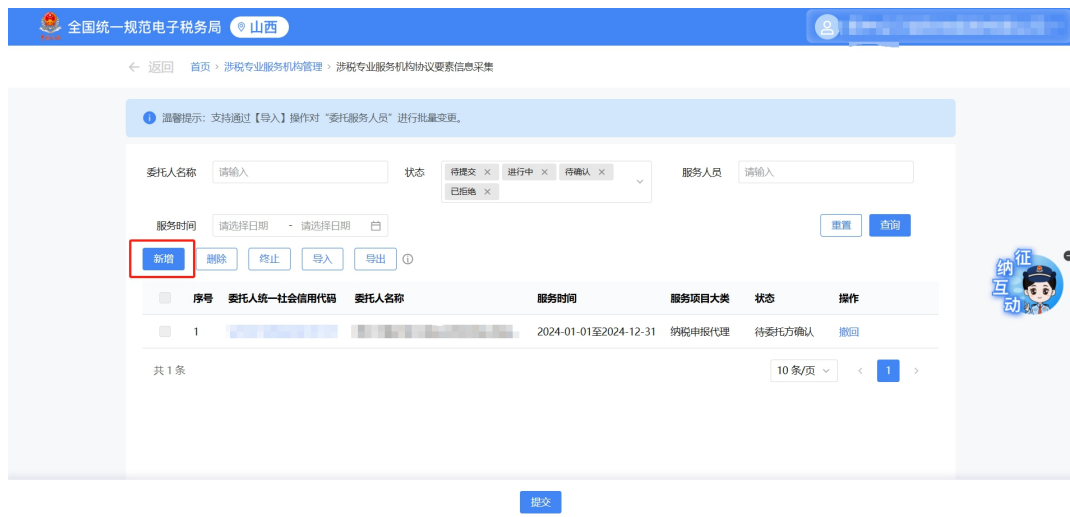 全国统一规范电子税务局 山西
返回 首页 › 涉税专业服务机构管理 › 涉税专业服务机构协议要素信息采集
温馨提示：支持通过【导入】操作对“委托服务人员”进行批量变更。
委托人名称 请输入 状态 待提交 × 进行中 × 待确认 × 服务人员 请输入
已拒绝 ×
服务时间 请选择日期 - 请选择日期 重置 查询
新增 删除 终止 导入 导出
序号 委托人统一社会信用代码 委托人名称 服务时间 服务项目大类 状态 操作
1 2024-01-01至2024-12-31 纳税申报代理 待委托方确认 撤回
共 1 条 10 条/页 ‹ 1 ›
征纳互动
提交